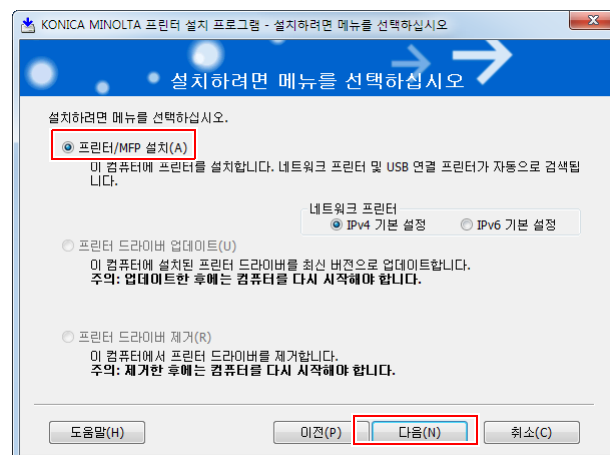 KONICA MINOLTA 프린터 설치 프로그램 - 설치하려면 메뉴를 선택하십시오
설치하려면 메뉴를 선택하십시오
설치하려면 메뉴를 선택하십시오.
프린터/MFP 설치(A)
이 컴퓨터에 프린터를 설치합니다. 네트워크 프린터 및 USB 연결 프린터가 자동으로 검색됩
니다.
네트워크 프린터
IPv4 기본 설정 IPv6 기본 설정
프린터 드라이버 업데이트(U)
이 컴퓨터에 설치된 프린터 드라이버를 최신 버전으로 업데이트합니다.
주의: 업데이트한 후에는 컴퓨터를 다시 시작해야 합니다.
프린터 드라이버 제거(R)
이 컴퓨터에서 프린터 드라이버를 제거합니다.
주의: 제거한 후에는 컴퓨터를 다시 시작해야 합니다.
도움말(H) 이전(P) 다음(N) 취소(C)